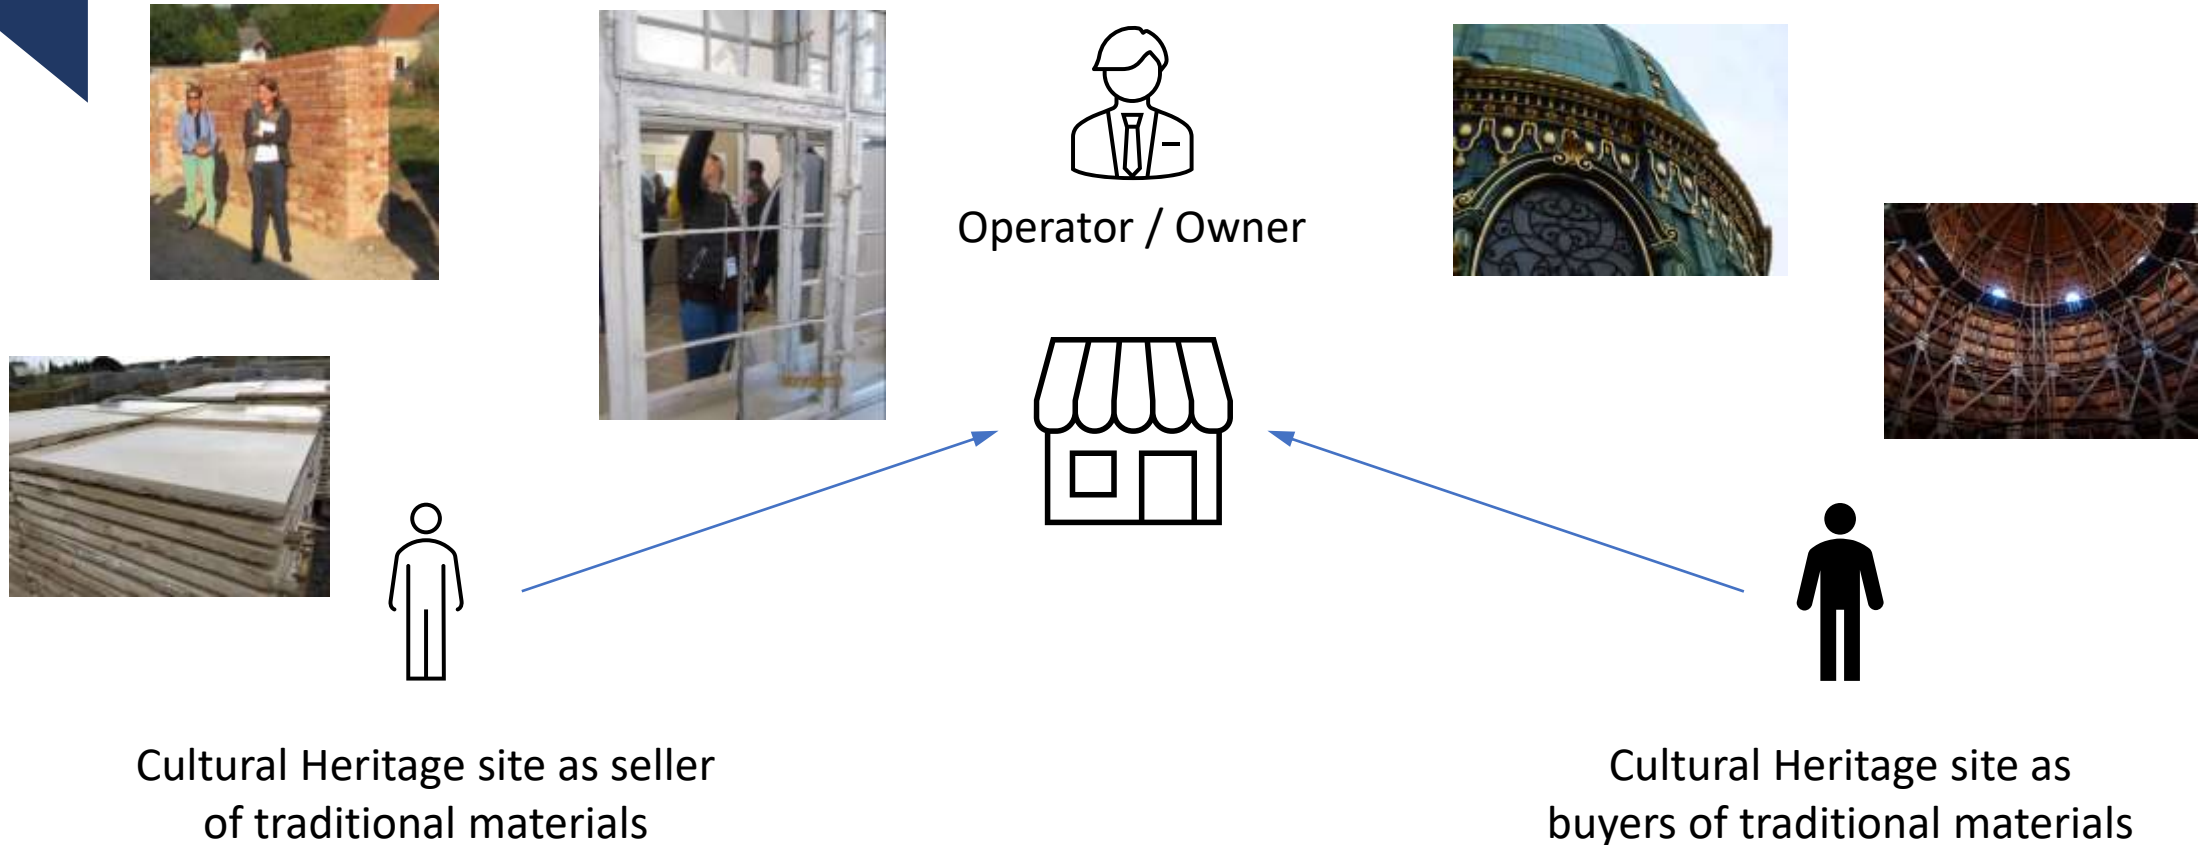 Operator / Owner
Cultural Heritage site as seller
of traditional materials
Cultural Heritage site as
buyers of traditional materials